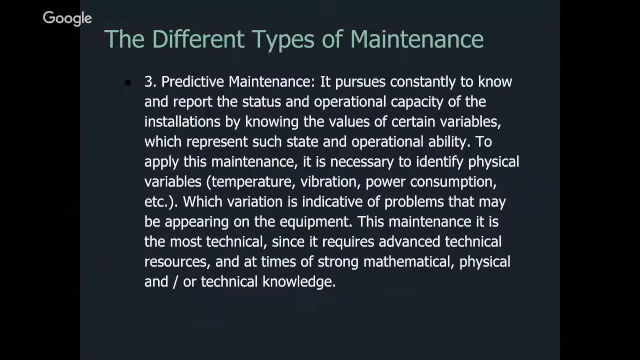 Google
The Different Types of Maintenance
• 3. Predictive Maintenance: It pursues constantly to know
and report the status and operational capacity of the
installations by knowing the values of certain variables,
which represent such state and operational ability. To
apply this maintenance, it is necessary to identify physical
variables (temperature, vibration, power consumption,
etc.). Which variation is indicative of problems that may
be appearing on the equipment. This maintenance it is
the most technical, since it requires advanced technical
resources, and at times of strong mathematical, physical
and / or technical knowledge.